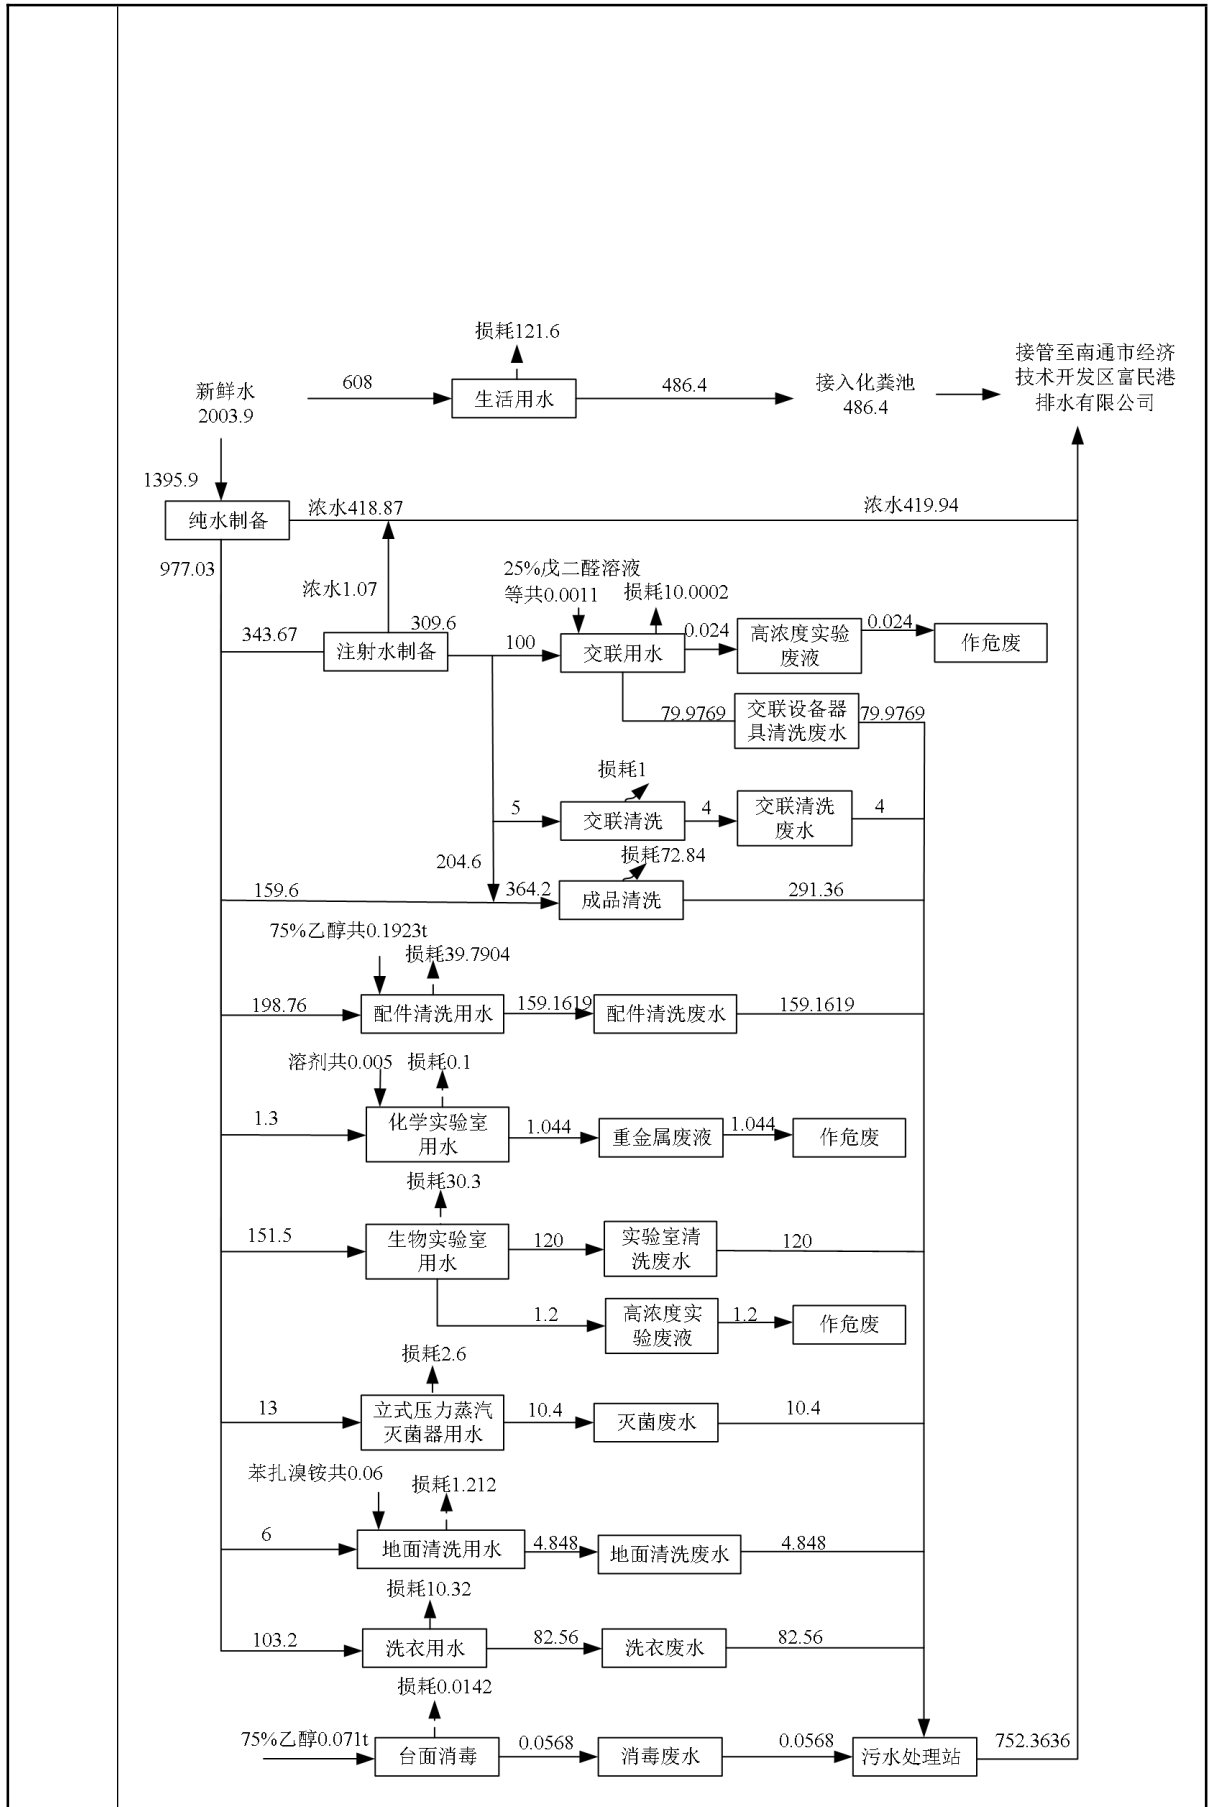 损耗121.6
新鲜水
2003.9
608
生活用水
486.4
接入化粪池
486.4
接管至南通市经济
技术开发区富民港
排水有限公司
1395.9
纯水制备
浓水418.87
浓水419.94
977.03
浓水1.07
25%戊二醛溶液
等共0.0011
损耗10.0002
343.67
注射水制备
309.6
100
交联用水
0.024
高浓度实验
废液
0.024
作危废
79.9769
交联设备器
具清洗废水
79.9769
损耗1
5
交联清洗
4
交联清洗
废水
4
204.6
损耗72.84
159.6
364.2
成品清洗
291.36
75%乙醇共0.1923t
损耗39.7904
198.76
配件清洗用水
159.1619
配件清洗废水
159.1619
溶剂共0.005
损耗0.1
1.3
化学实验室
用水
1.044
重金属废液
1.044
作危废
损耗30.3
151.5
生物实验室
用水
120
实验室清
洗废水
120
1.2
高浓度实
验废液
1.2
作危废
损耗2.6
13
立式压力蒸汽
灭菌器用水
10.4
灭菌废水
10.4
苯扎溴铵共0.06
损耗1.212
6
地面清洗用水
4.848
地面清洗废水
4.848
损耗10.32
103.2
洗衣用水
82.56
洗衣废水
82.56
损耗0.0142
75%乙醇0.071t
台面消毒
0.0568
消毒废水
0.0568
污水处理站
752.3636